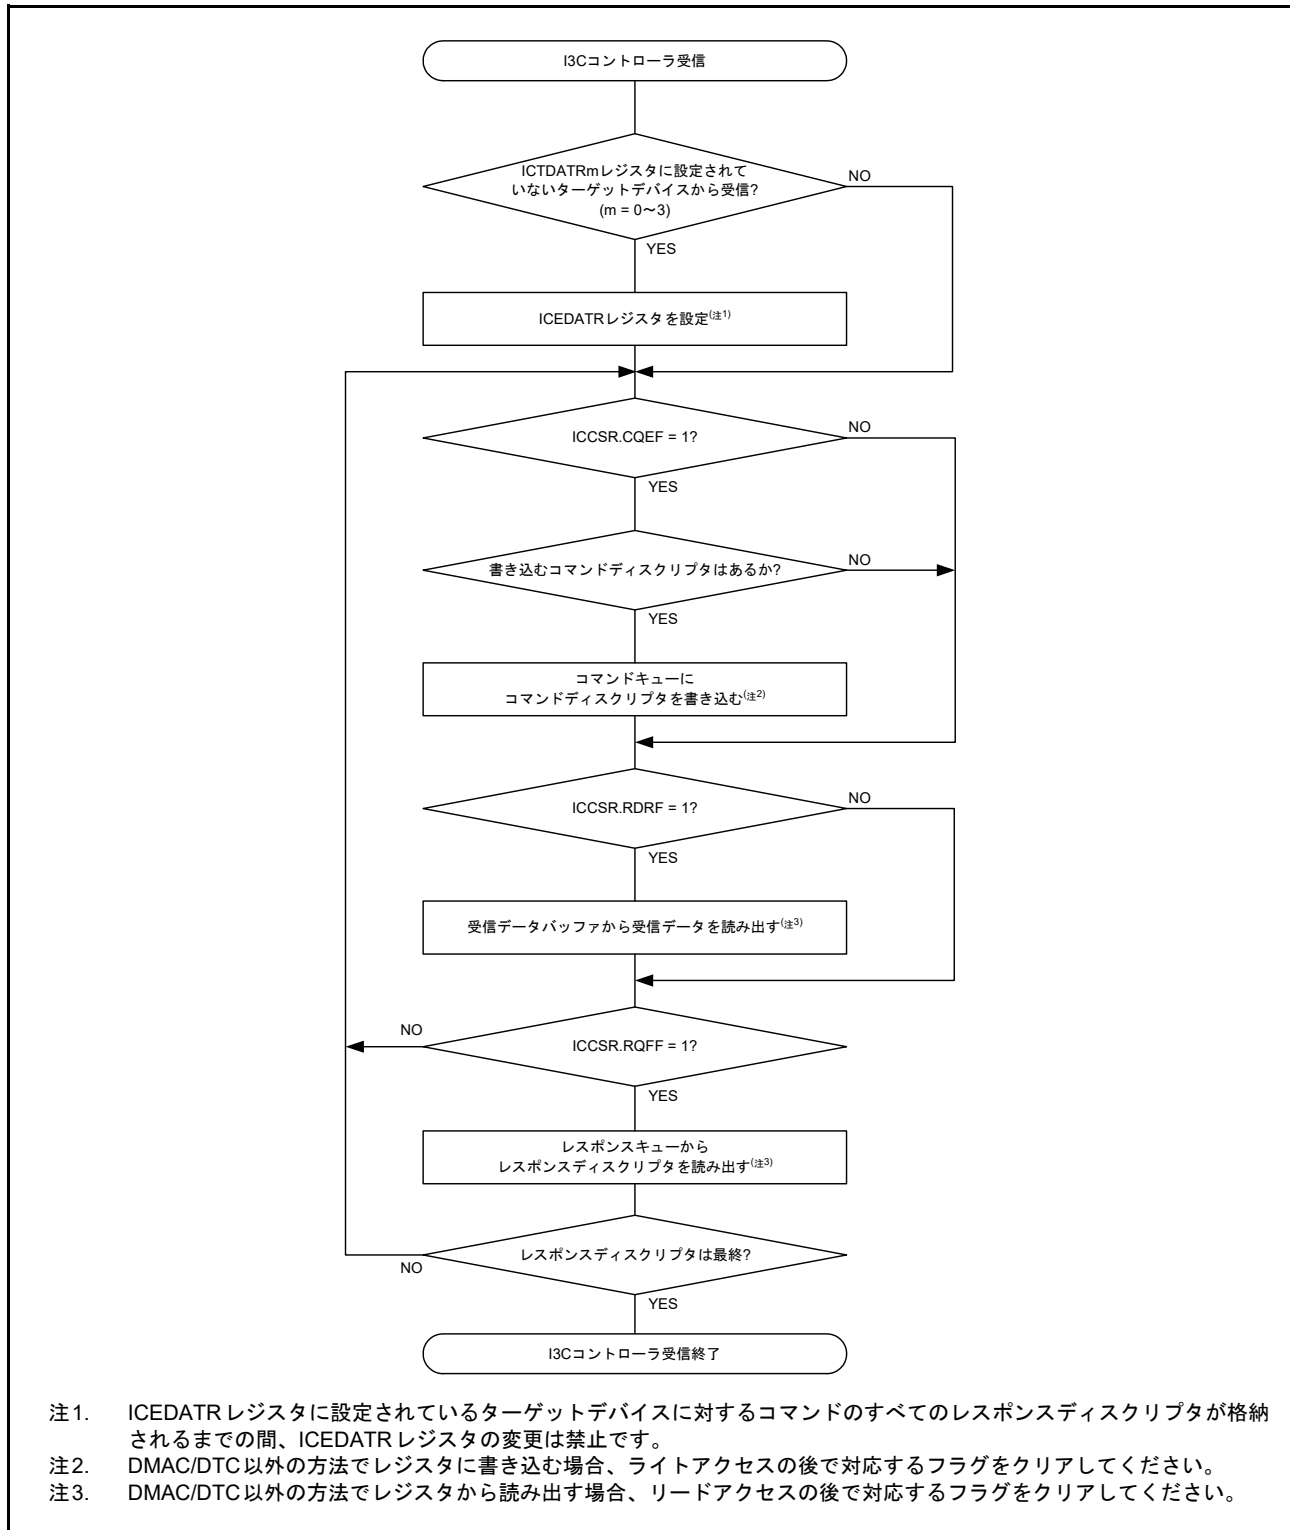 I3Cコントローラ受信
ICTDATRmレジスタに設定されて
いないターゲットデバイスから受信?
(m = 0～3)
NO
YES
ICEDATRレジスタを設定(注1)
ICCSR.CQEF = 1?
NO
YES
書き込むコマンドディスクリプタはあるか?
NO
YES
コマンドキューに
コマンドディスクリプタを書き込む(注2)
ICCSR.RDRF = 1?
NO
YES
受信データバッファから受信データを読み出す(注3)
NO
ICCSR.RQFF = 1?
YES
レスポンスキューから
レスポンスディスクリプタを読み出す(注3)
レスポンスディスクリプタは最終?
NO
YES
I3Cコントローラ受信終了
注1. ICEDATRレジスタに設定されているターゲットデバイスに対するコマンドのすべてのレスポンスディスクリプタが格納
されるまでの間、ICEDATRレジスタの変更は禁止です。
注2. DMAC/DTC以外の方法でレジスタに書き込む場合、ライトアクセスの後で対応するフラグをクリアしてください。
注3. DMAC/DTC以外の方法でレジスタから読み出す場合、リードアクセスの後で対応するフラグをクリアしてください。